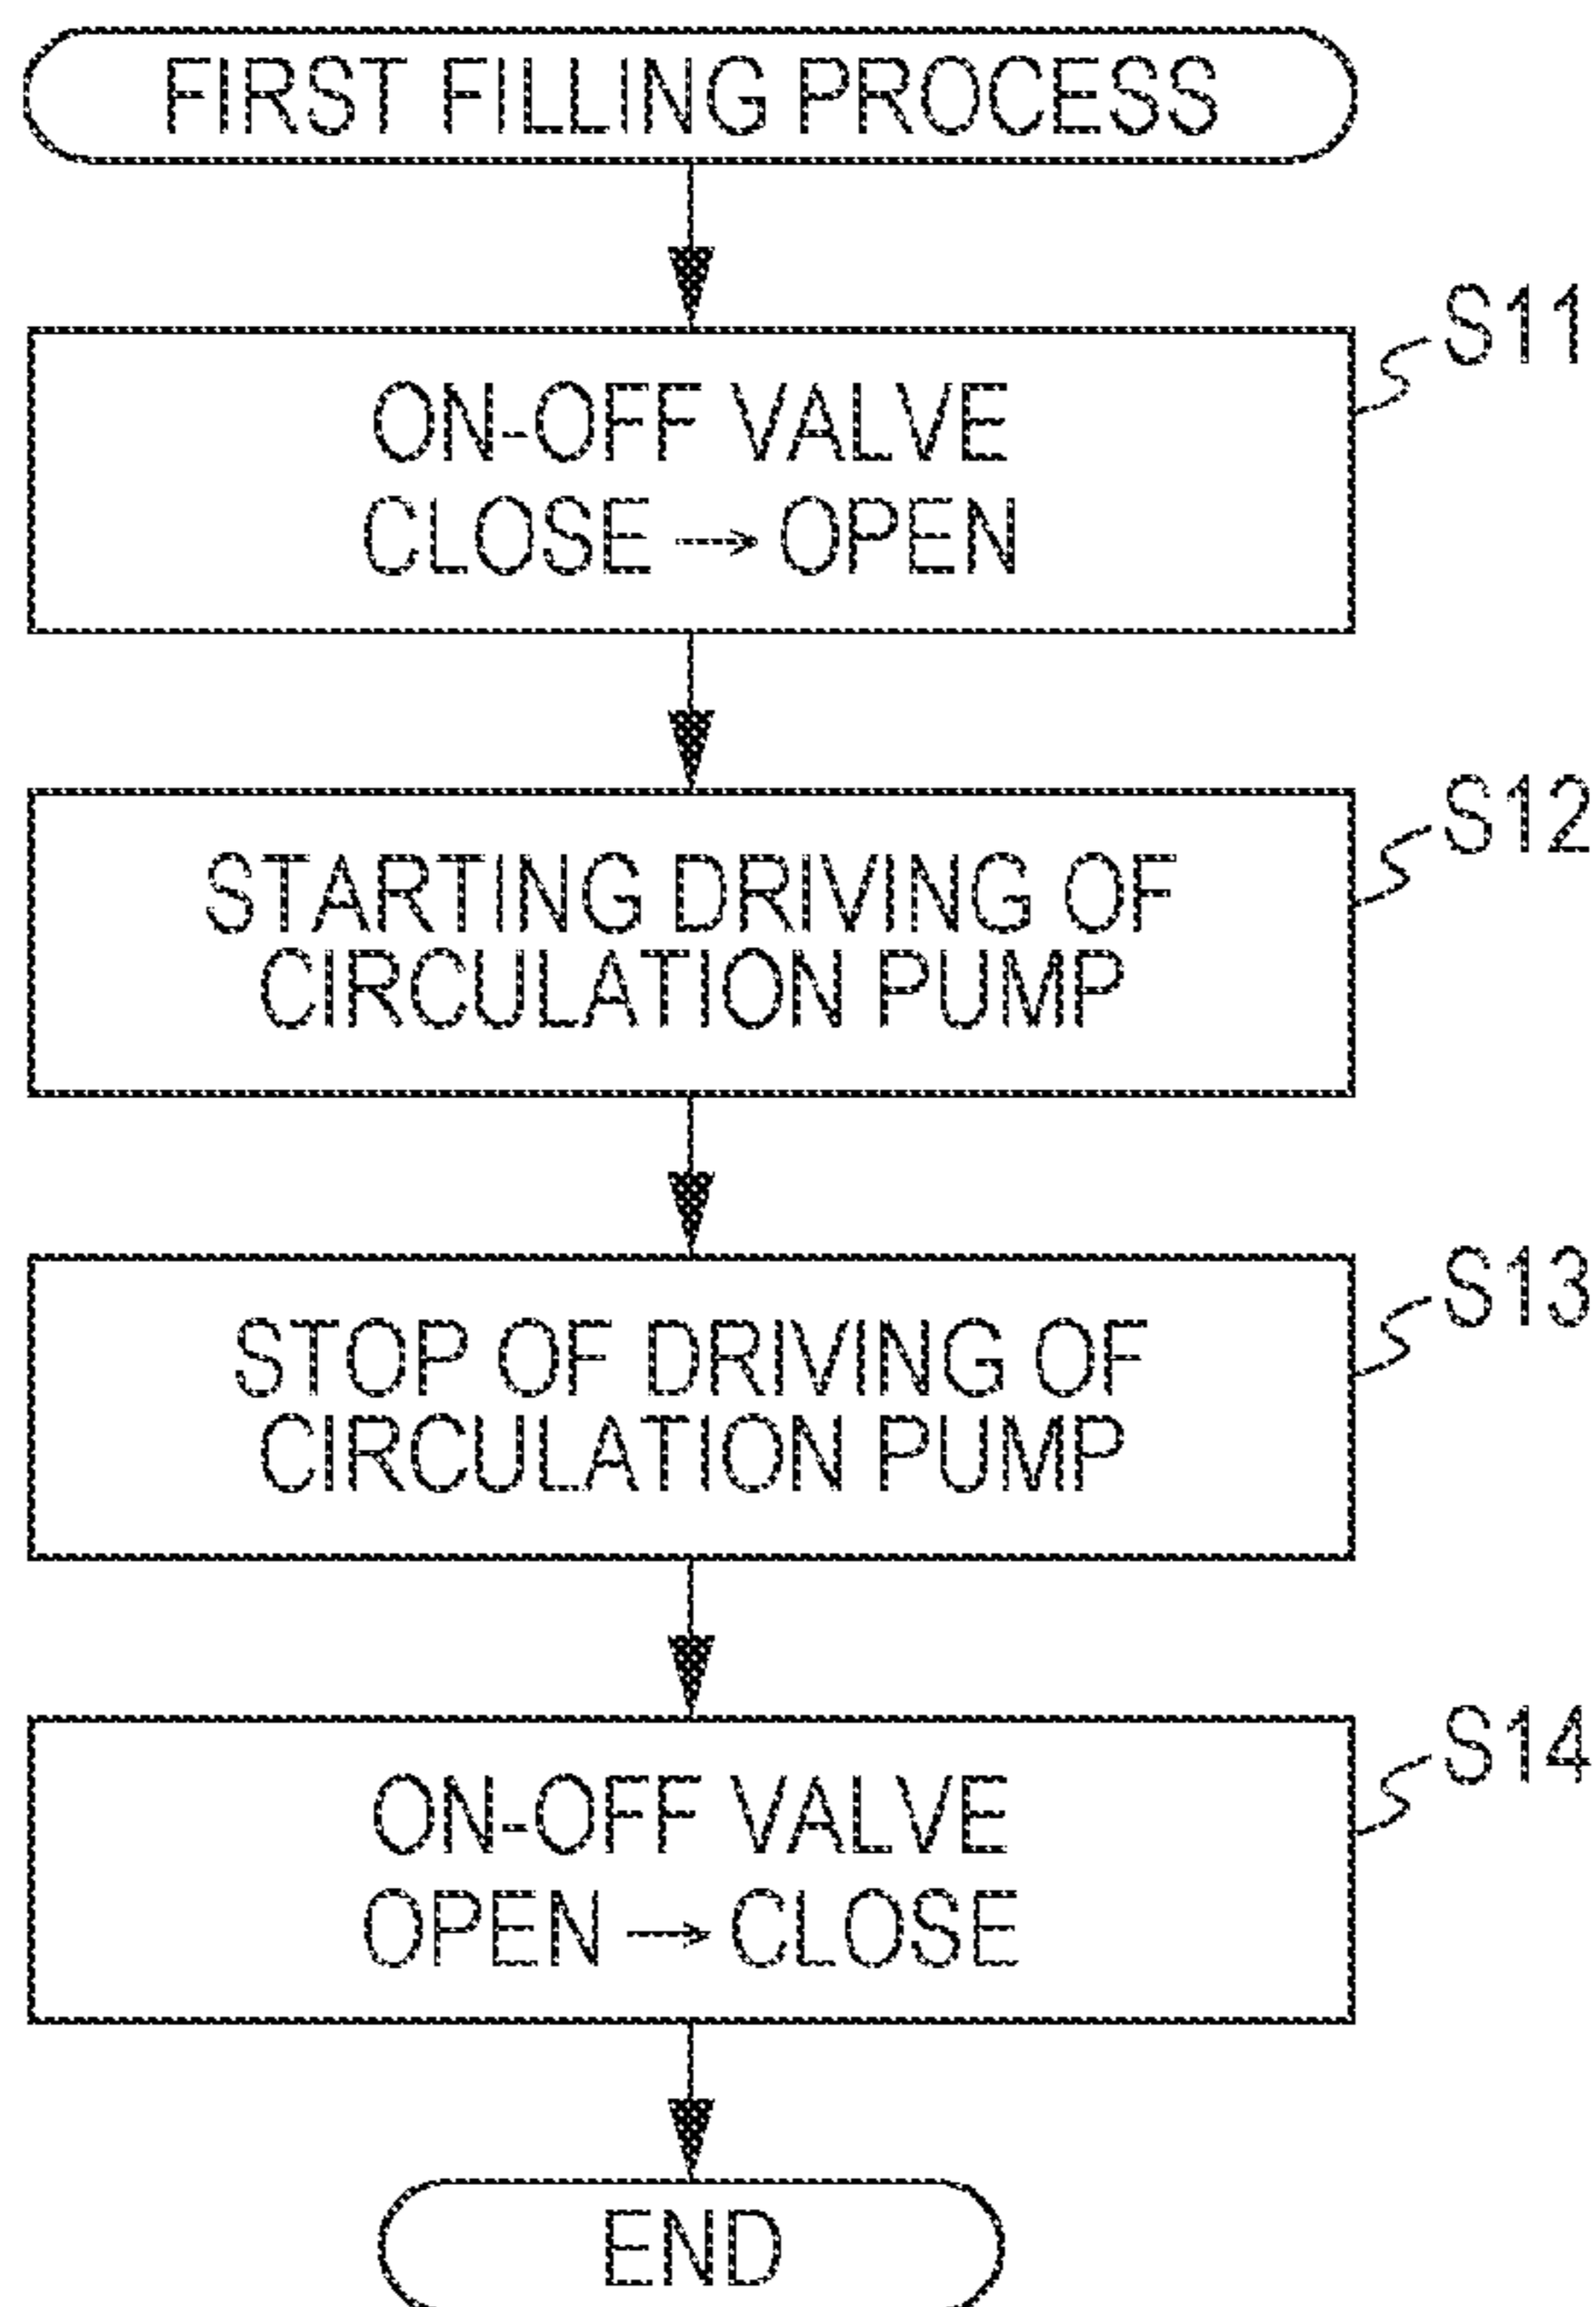 FIRST FILLING PROCESS
S11
ON-OFF VALVE
CLOSE → OPEN
S12
STARTING DRIVING OF
CIRCULATION PUMP
S13
STOP OF DRIVING OF
CIRCULATION PUMP
S14
ON-OFF VALVE
OPEN → CLOSE
END